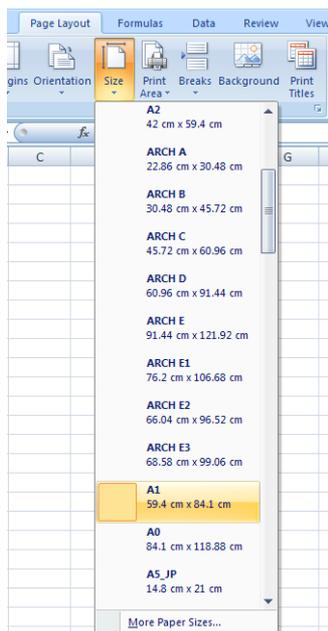 Page Layout Formulas Data Review View
gins Orientation Size Print Area Breaks Background Print Titles
fx
C G
A2
42 cm x 59.4 cm
ARCH A
22.86 cm x 30.48 cm
ARCH B
30.48 cm x 45.72 cm
ARCH C
45.72 cm x 60.96 cm
ARCH D
60.96 cm x 91.44 cm
ARCH E
91.44 cm x 121.92 cm
ARCH E1
76.2 cm x 106.68 cm
ARCH E2
66.04 cm x 96.52 cm
ARCH E3
68.58 cm x 99.06 cm
A1
59.4 cm x 84.1 cm
A0
84.1 cm x 118.88 cm
A5_JP
14.8 cm x 21 cm
More Paper Sizes...